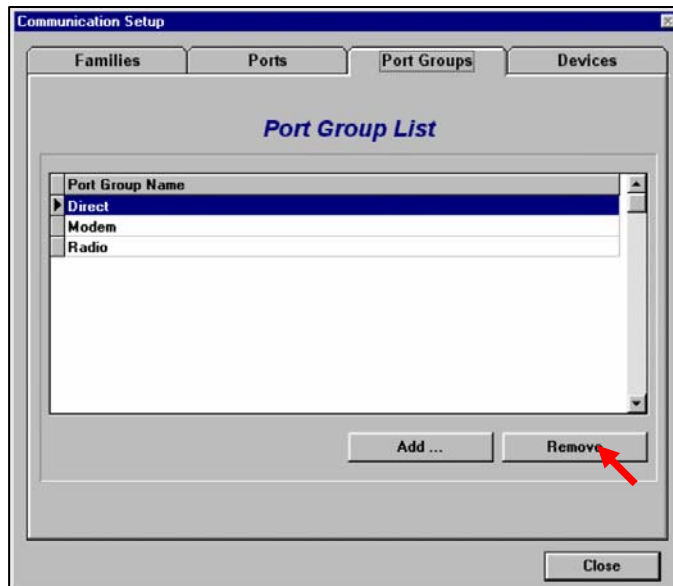 Communication Setup
Families Ports Port Groups Devices
Port Group List
Port Group Name
Direct
Modem
Radio
Add ... Remove
Close